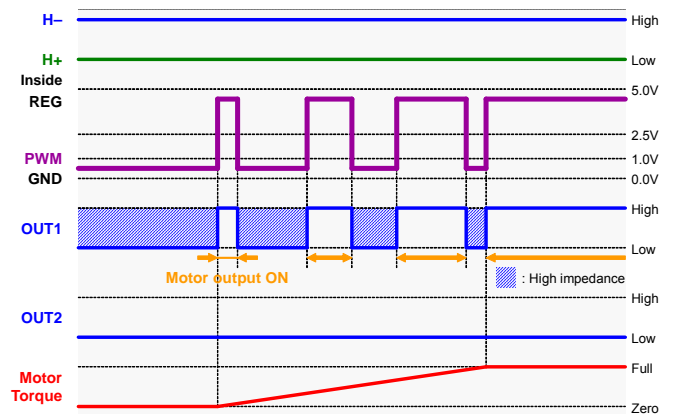 H– High
H+ Low
Inside
REG 5.0V
2.5V
PWM 1.0V
GND 0.0V
High
OUT1
Low
Motor output ON
: High impedance
High
OUT2
Low
Motor Full
Torque
Zero